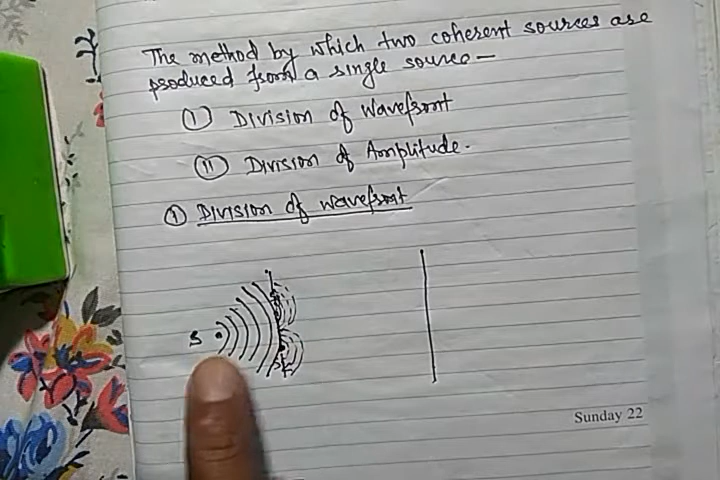 The method by which two coherent sources are
produced from a single source —
(I) Division of Wavefront
(II) Division of Amplitude.
(I) Division of wavefront
S
Sunday 22